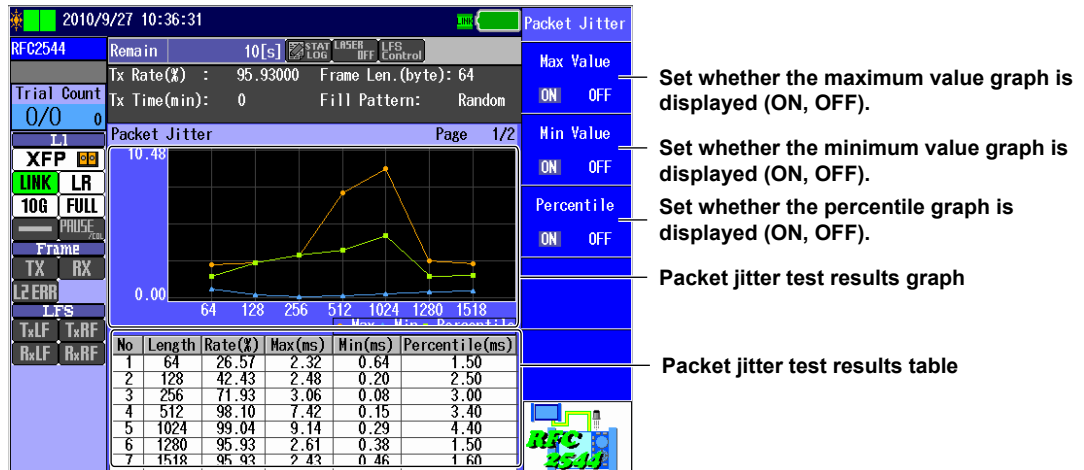 2010/9/27 10:36:31
LINK
Packet Jitter
RFC2544
Remain 10[s] STAT LOG LASER OFF LFS Control
Tx Rate(%) : 95.93000 Frame Len.(byte): 64
Tx Time(min): 0 Fill Pattern: Random
Trial Count
0/0 0
L1
XFP
LINK LR
10G FULL
PAUSE/COL
Frame
TX RX
L2 ERR
LFS
TxLF TxRF
RxLF RxRF
Packet Jitter Page 1/2
10.48
0.00
64 128 256 512 1024 1280 1518
Max Min Percentile
No Length Rate(%) Max(ms) Min(ms) Percentile(ms)
1 64 26.57 2.32 0.64 1.50
2 128 42.43 2.48 0.20 2.50
3 256 71.93 3.06 0.08 3.00
4 512 98.10 7.42 0.15 3.40
5 1024 99.04 9.14 0.29 4.40
6 1280 95.93 2.61 0.38 1.50
7 1518 95.93 2.43 0.46 1.60
Max Value
ON OFF
Min Value
ON OFF
Percentile
ON OFF
RFC
2544
Set whether the maximum value graph is
displayed (ON, OFF).
Set whether the minimum value graph is
displayed (ON, OFF).
Set whether the percentile graph is
displayed (ON, OFF).
Packet jitter test results graph
Packet jitter test results table